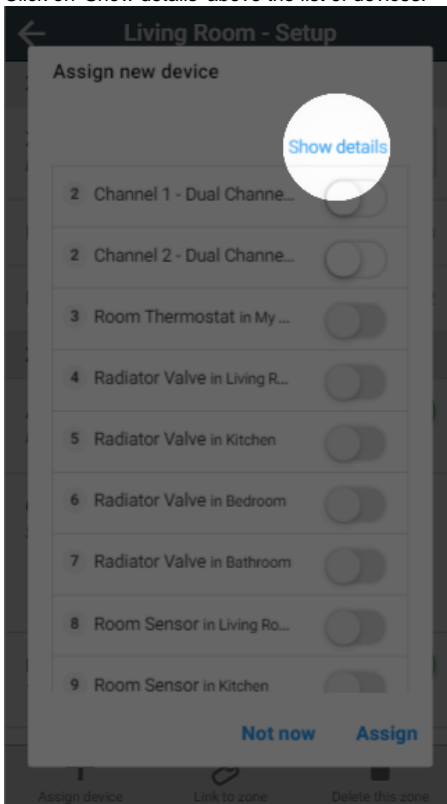 Click on 'Show details' above the list of devices.
Living Room - Setup
Assign new device
Show details
2 Channel 1 - Dual Channe...
2 Channel 2 - Dual Channe...
3 Room Thermostat in My ...
4 Radiator Valve in Living R...
5 Radiator Valve in Kitchen
6 Radiator Valve in Bedroom
7 Radiator Valve in Bathroom
8 Room Sensor in Living Ro...
9 Room Sensor in Kitchen
Not now Assign
Assign device Link to zone Delete this zone